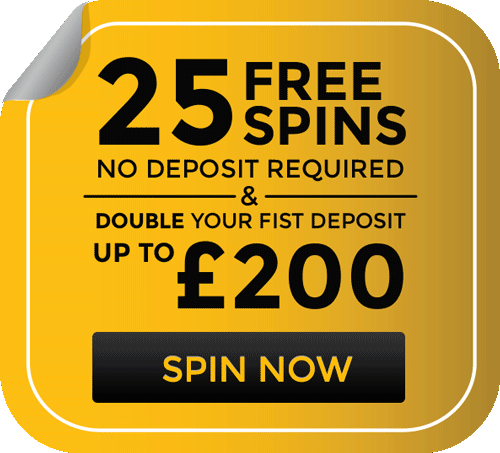 25 FREE
SPINS
NO DEPOSIT REQUIRED
&
DOUBLE YOUR FIST DEPOSIT
UP TO £200
SPIN NOW